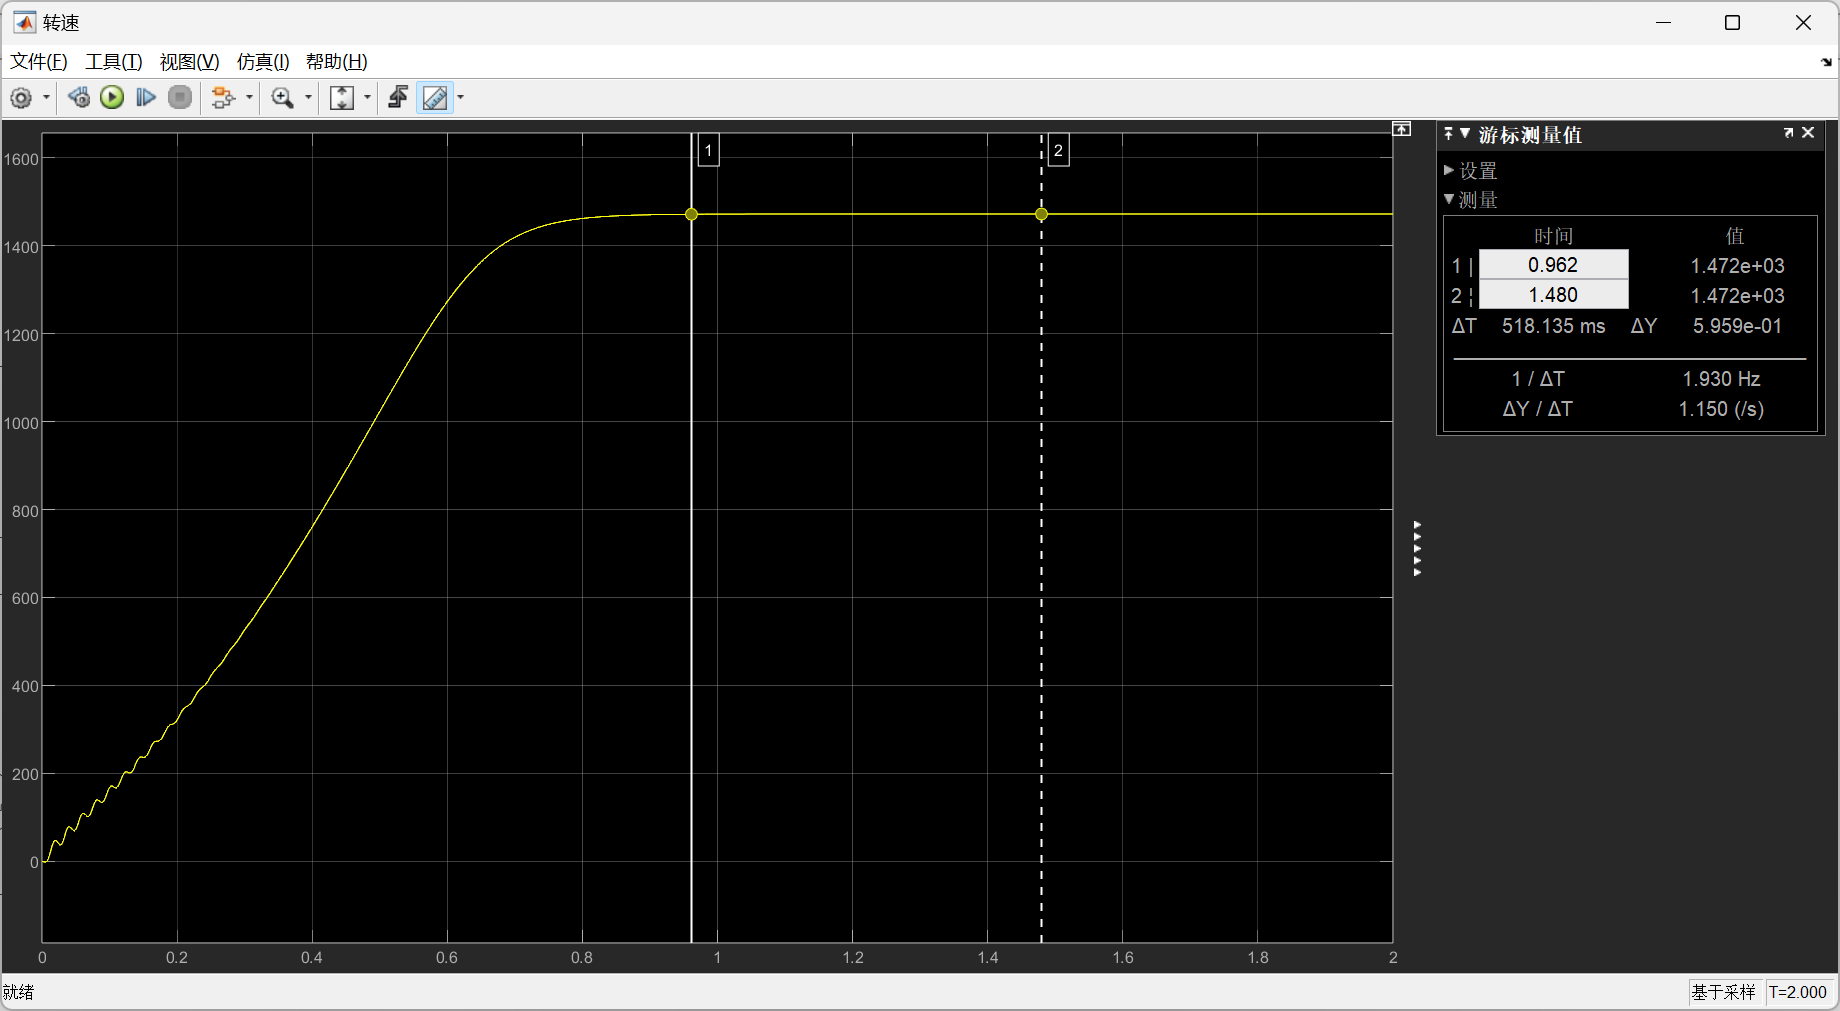 转速
文件(F) 工具(T) 视图(V) 仿真(I) 帮助(H)
1600
1400
1200
1000
800
600
400
200
0
0 0.2 0.4 0.6 0.8 1 1.2 1.4 1.6 1.8 2
1
2
游标测量值
设置
测量
时间 值
1 | 0.962 1.472e+03
2 ¦ 1.480 1.472e+03
ΔT 518.135 ms ΔY 5.959e-01
1 / ΔT 1.930 Hz
ΔY / ΔT 1.150 (/s)
就绪
基于采样 T=2.000